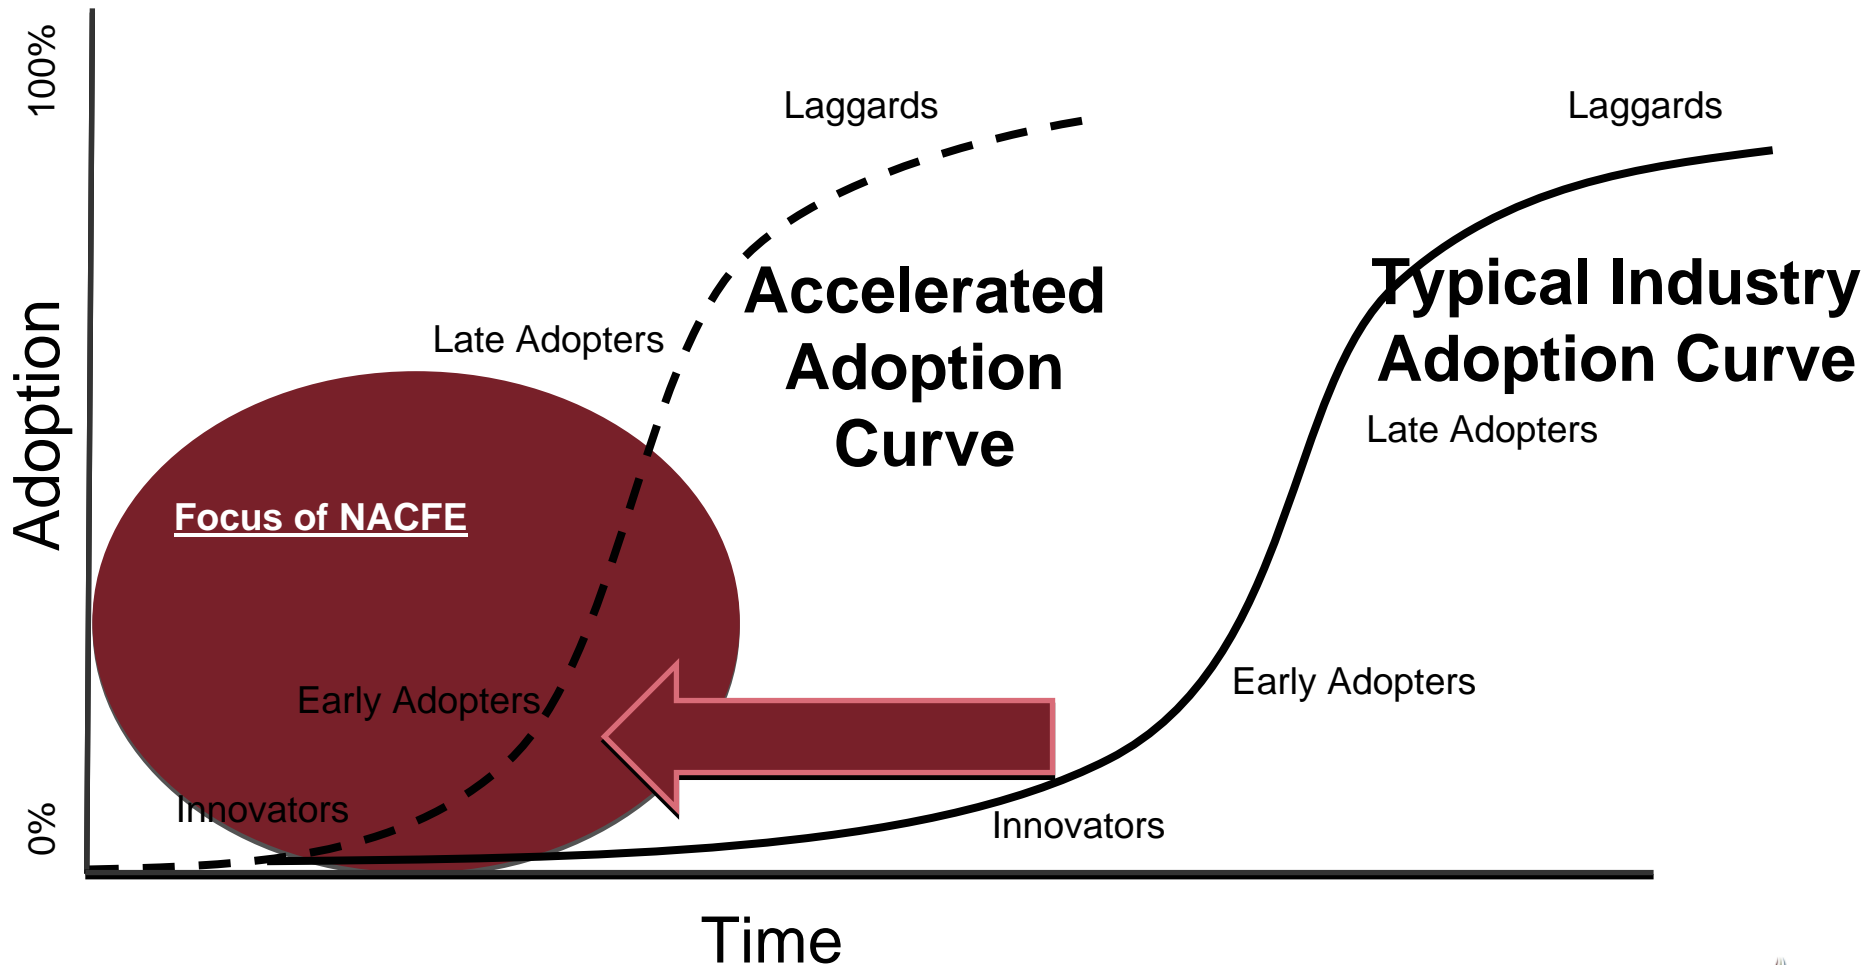 100%
Laggards
Laggards
Accelerated
Adoption
Curve
Typical Industry
Adoption Curve
Late Adopters
Late Adopters
Adoption
Focus of NACFE
Early Adopters
Early Adopters
Innovators
Innovators
0%
Time